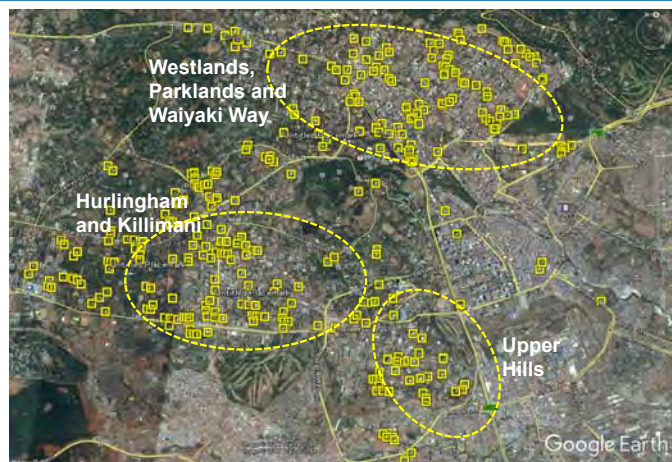 Westlands,
Parklands and
Waiyaki Way
Hurlingham
and Killimani
Upper
Hills
Google Earth